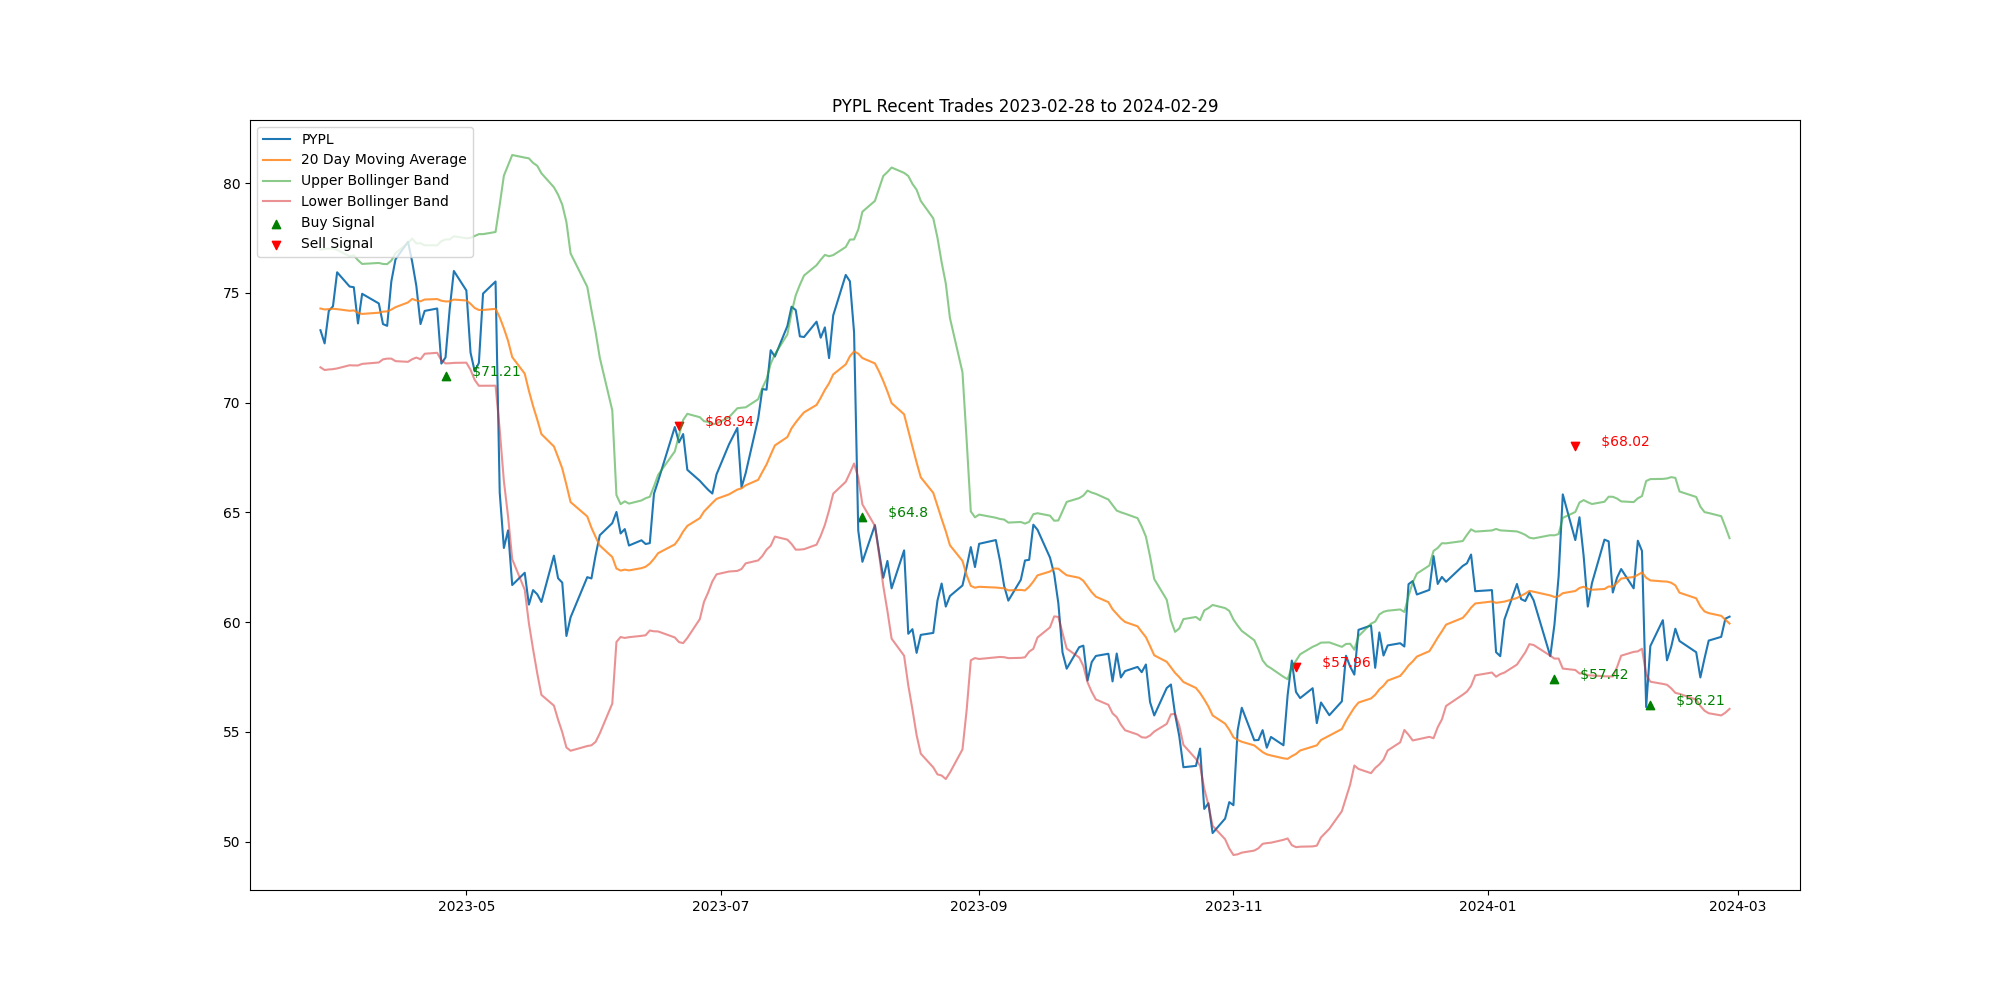 PYPL Recent Trades 2023-02-28 to 2024-02-29
PYPL
20 Day Moving Average
Upper Bollinger Band
Lower Bollinger Band
Buy Signal
Sell Signal
80
75
70
65
60
55
50
$71.21
$68.94
$64.8
$57.96
$68.02
$57.42
$56.21
2023-05
2023-07
2023-09
2023-11
2024-01
2024-03